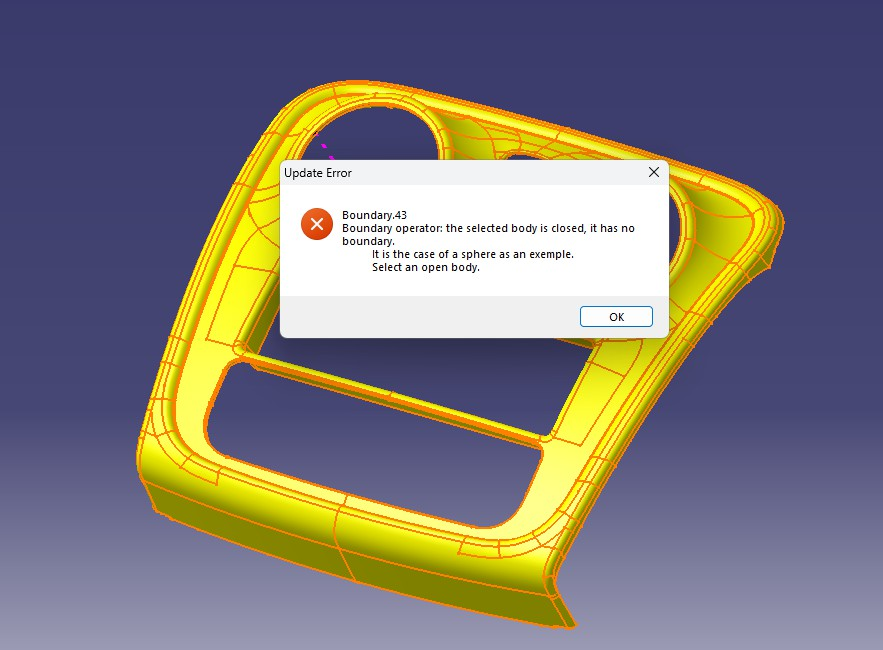 Update Error
Boundary.43
Boundary operator: the selected body is closed, it has no
boundary.
It is the case of a sphere as an exemple.
Select an open body.
OK